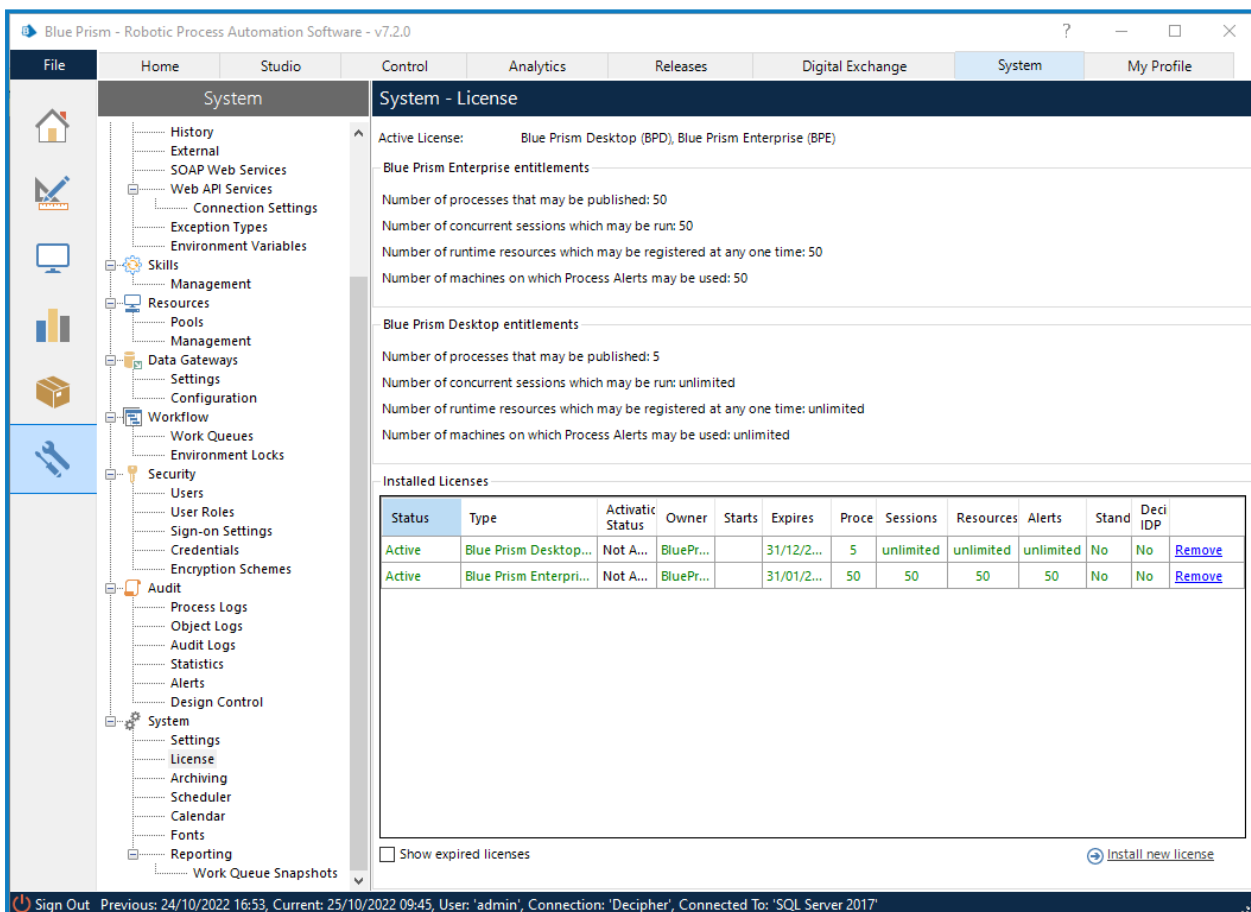 Blue Prism - Robotic Process Automation Software - v7.2.0
File Home Studio Control Analytics Releases Digital Exchange System My Profile
System
History
External
SOAP Web Services
Web API Services
Connection Settings
Exception Types
Environment Variables
Skills
Management
Resources
Pools
Management
Data Gateways
Settings
Configuration
Workflow
Work Queues
Environment Locks
Security
Users
User Roles
Sign-on Settings
Credentials
Encryption Schemes
Audit
Process Logs
Object Logs
Audit Logs
Statistics
Alerts
Design Control
System
Settings
License
Archiving
Scheduler
Calendar
Fonts
Reporting
Work Queue Snapshots
System - License
Active License: Blue Prism Desktop (BPD), Blue Prism Enterprise (BPE)
Blue Prism Enterprise entitlements
Number of processes that may be published: 50
Number of concurrent sessions which may be run: 50
Number of runtime resources which may be registered at any one time: 50
Number of machines on which Process Alerts may be used: 50
Blue Prism Desktop entitlements
Number of processes that may be published: 5
Number of concurrent sessions which may be run: unlimited
Number of runtime resources which may be registered at any one time: unlimited
Number of machines on which Process Alerts may be used: unlimited
Installed Licenses
Status Type Activatic Status Owner Starts Expires Proce Sessions Resources Alerts Stand Deci IDP
Active Blue Prism Desktop... Not A... BluePr... 31/12/2... 5 unlimited unlimited unlimited No No Remove
Active Blue Prism Enterpri... Not A... BluePr... 31/01/2... 50 50 50 50 No No Remove
Show expired licenses
Install new license
Sign Out Previous: 24/10/2022 16:53, Current: 25/10/2022 09:45, User: 'admin', Connection: 'Decipher', Connected To: 'SQL Server 2017'